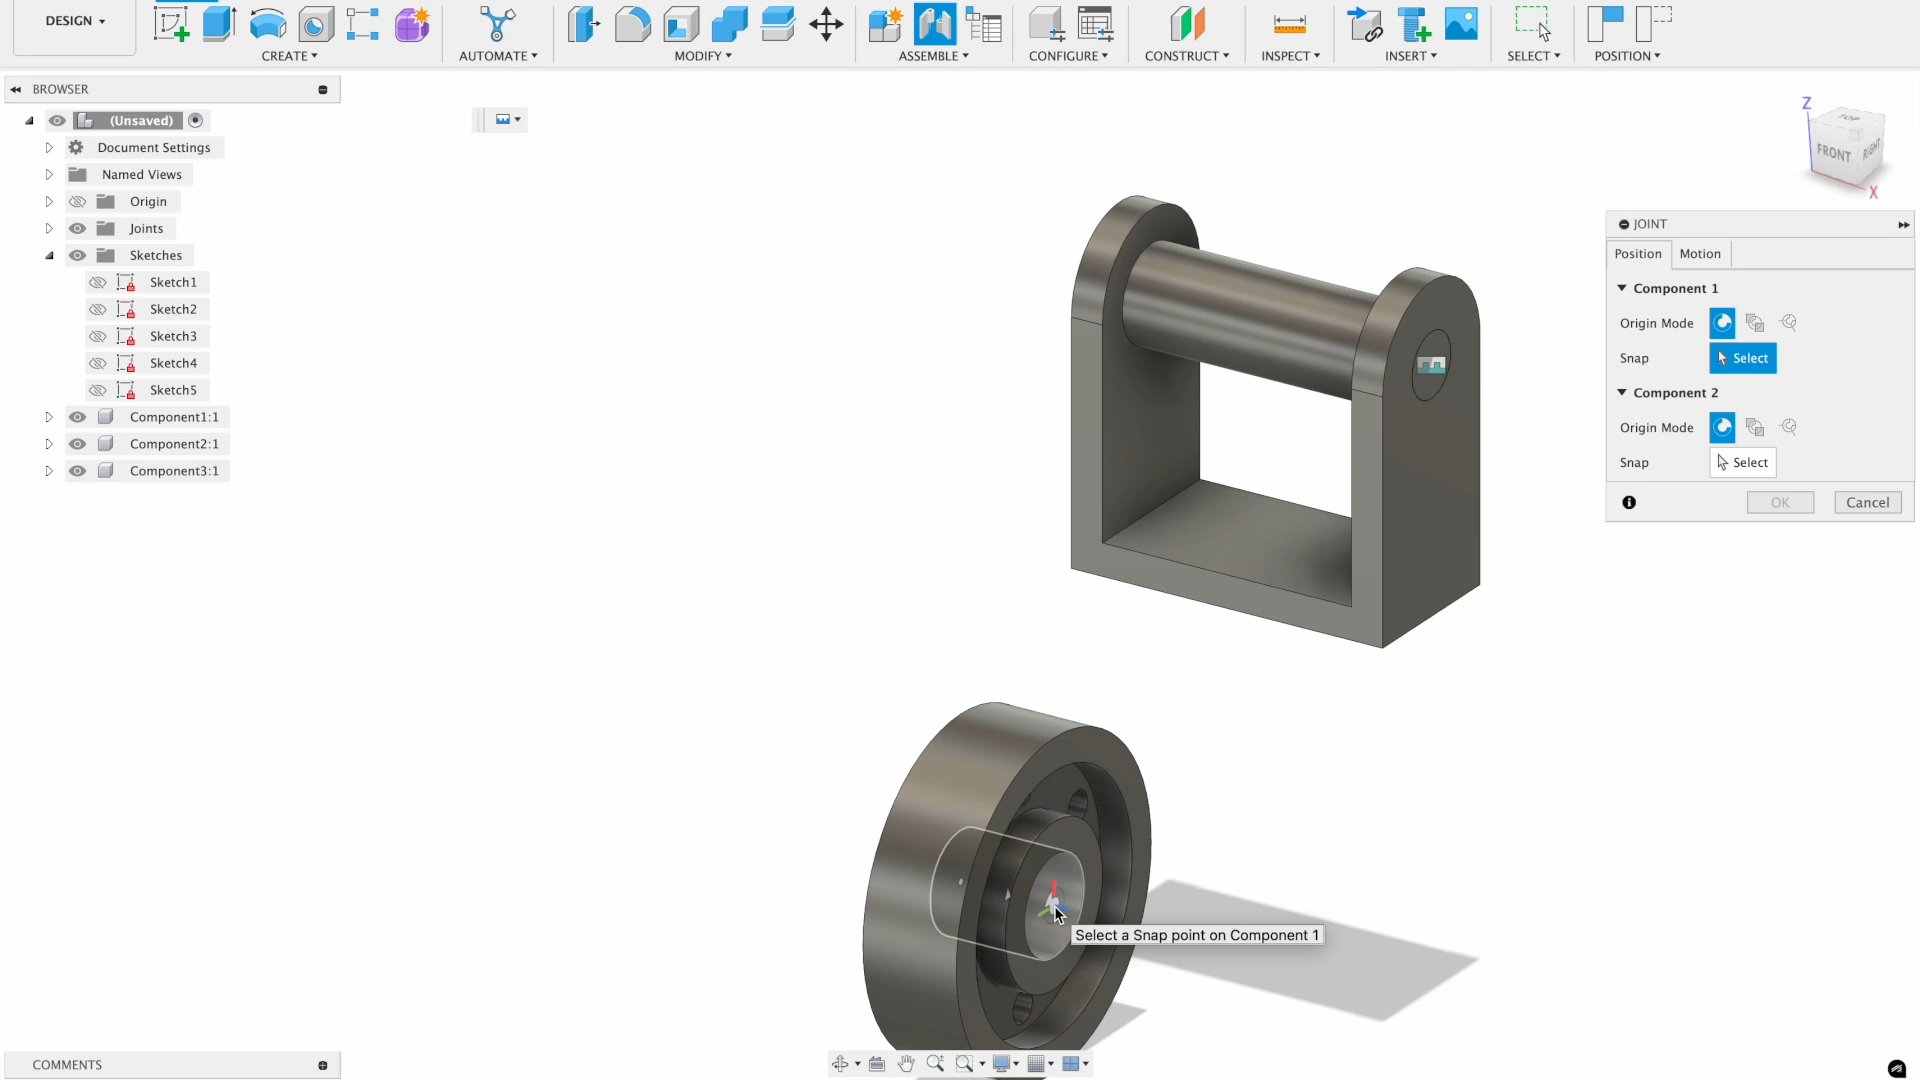 DESIGN
CREATE
AUTOMATE
MODIFY
ASSEMBLE
CONFIGURE
CONSTRUCT
INSPECT
INSERT
SELECT
POSITION
BROWSER
(Unsaved)
Document Settings
Named Views
Origin
Joints
Sketches
Sketch1
Sketch2
Sketch3
Sketch4
Sketch5
Component1:1
Component2:1
Component3:1
Z
TOP
FRONT
RIGHT
X
JOINT
Position
Motion
Component 1
Origin Mode
Snap
Select
Component 2
Origin Mode
Snap
Select
OK
Cancel
Select a Snap point on Component 1
COMMENTS